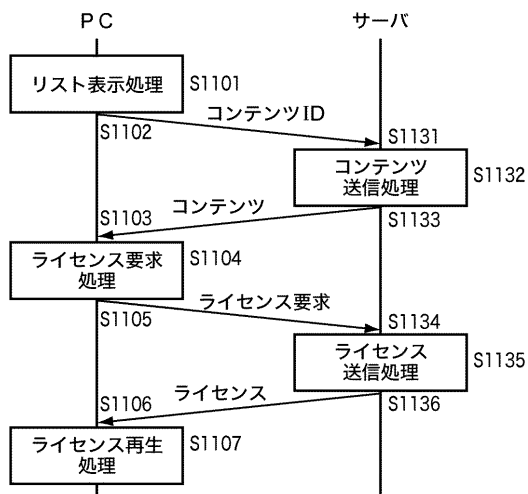 PC
サーバ
リスト表示処理
S1101
コンテンツID
S1102
S1131
コンテンツ
送信処理
S1132
S1103
コンテンツ
S1133
ライセンス要求
処理
S1104
ライセンス要求
S1105
S1134
ライセンス
送信処理
S1135
S1106
ライセンス
S1136
ライセンス再生
処理
S1107